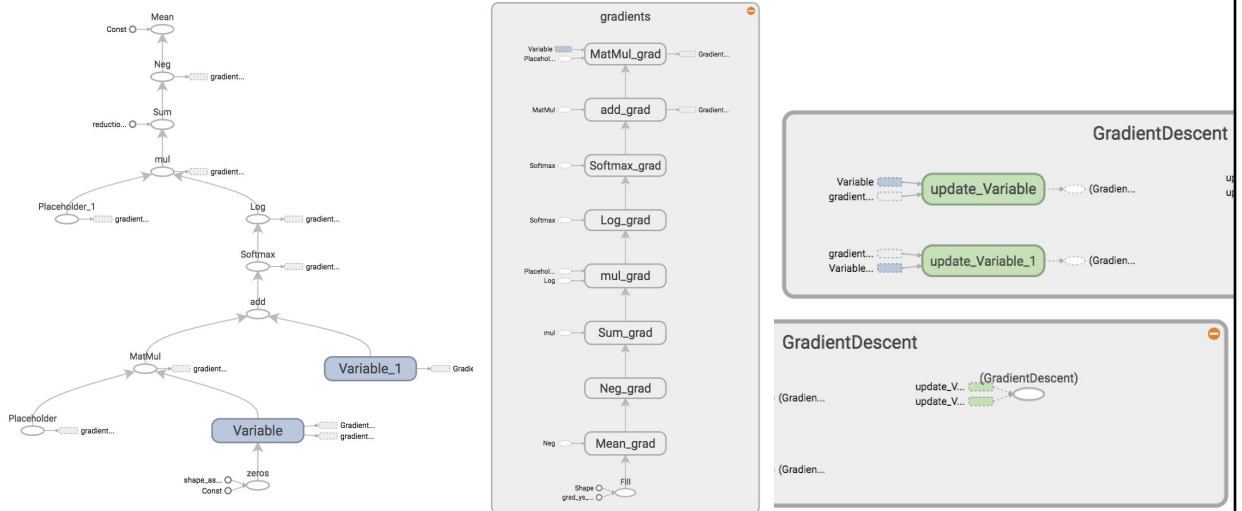 Mean
Const
Neg
gradient...
Sum
reductio...
mul
gradient...
Placeholder_1
gradient...
Log
gradient...
Softmax
gradient...
add
MatMul
gradient...
Variable_1
Gradie
Placeholder
gradient...
Variable
Gradient...
gradient...
zeros
shape_as...
Const
gradients
Variable
Placehol...
MatMul_grad
Gradient...
MatMul
add_grad
Gradient...
Softmax
Softmax_grad
Softmax
Log_grad
Placehol...
Log
mul_grad
mul
Sum_grad
Neg_grad
Neg
Mean_grad
Fill
Shape
grad_ys_...
GradientDescent
Variable
gradient...
update_Variable
(Gradien...
up
up
gradient...
Variable...
update_Variable_1
(Gradien...
GradientDescent
(GradientDescent)
update_V...
update_V...
(Gradien...
(Gradien...